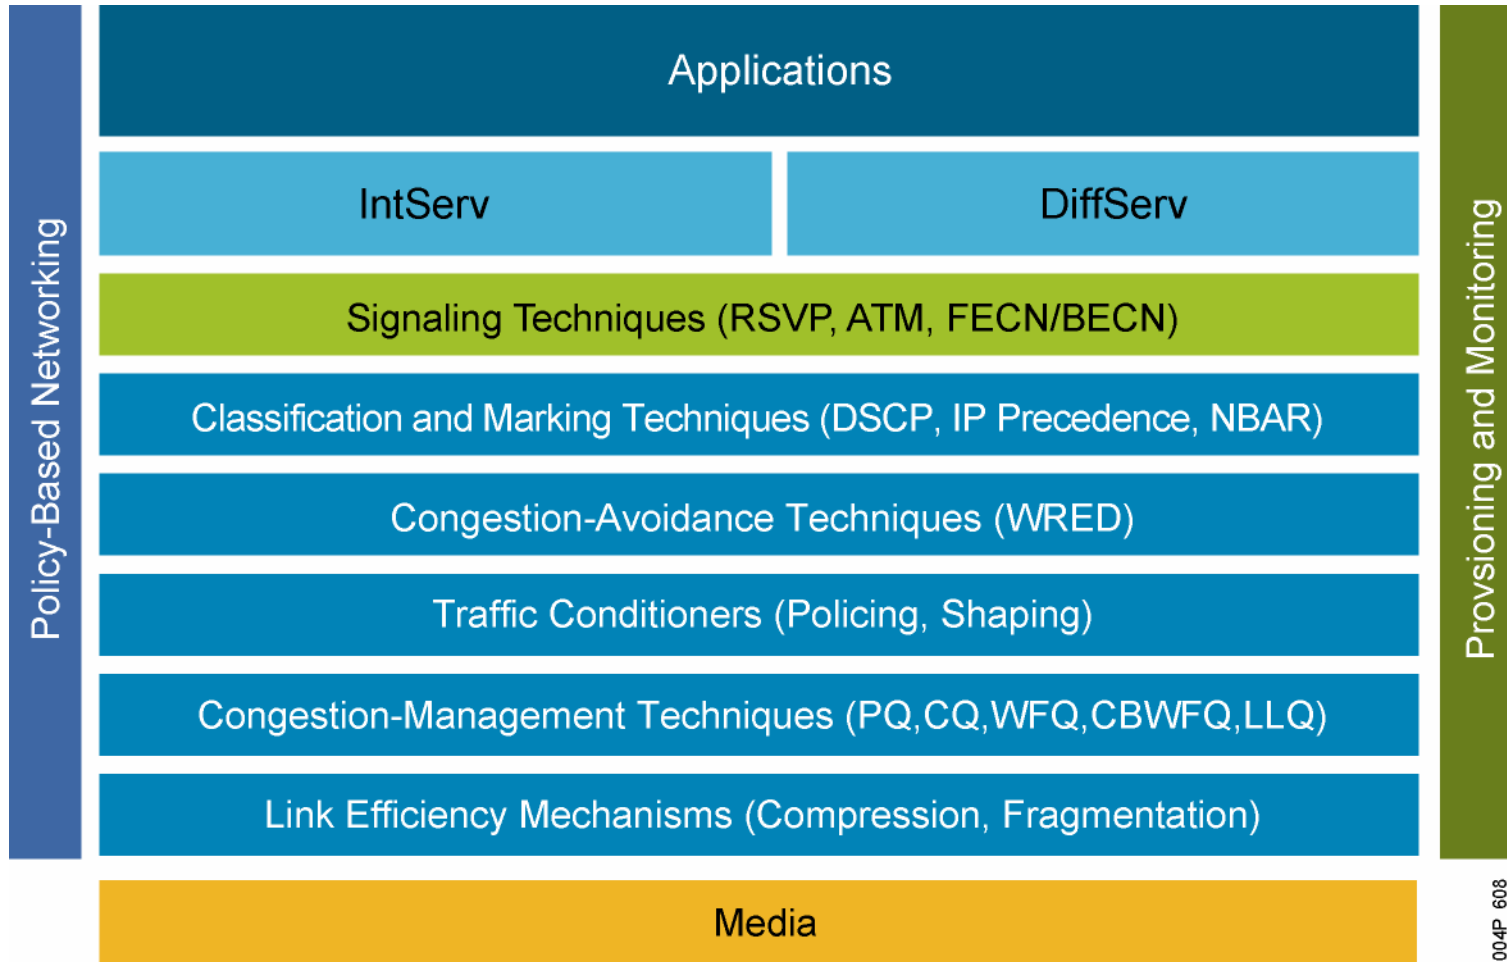 Applications
IntServ
DiffServ
Signaling Techniques (RSVP, ATM, FECN/BECN)
Classification and Marking Techniques (DSCP, IP Precedence, NBAR)
Congestion-Avoidance Techniques (WRED)
Traffic Conditioners (Policing, Shaping)
Congestion-Management Techniques (PQ,CQ,WFQ,CBWFQ,LLQ)
Link Efficiency Mechanisms (Compression, Fragmentation)
Media
Policy-Based Networking
Provsioning and Monitoring
004P_608